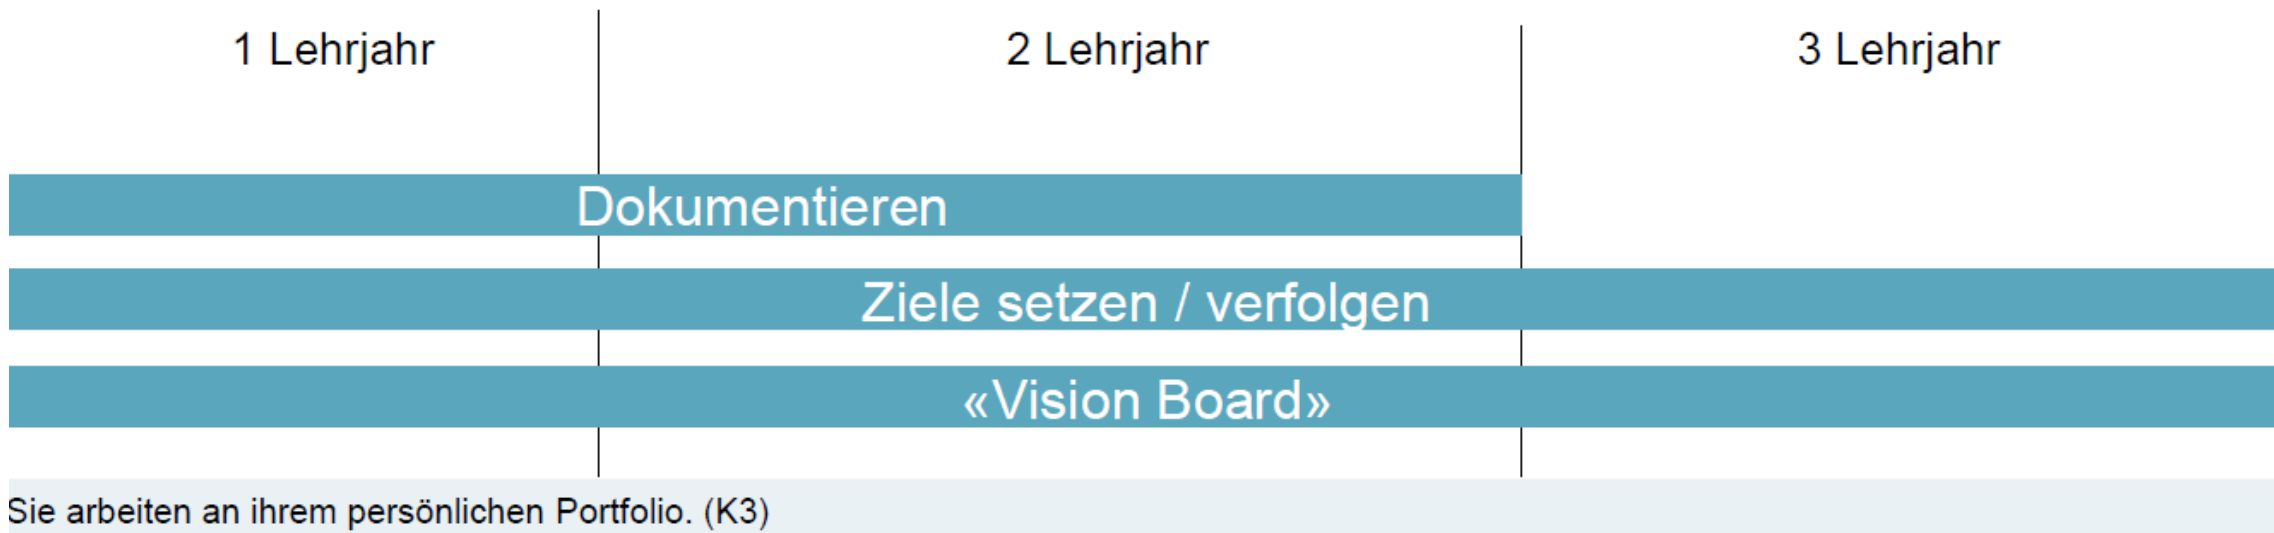 1 Lehrjahr 2 Lehrjahr 3 Lehrjahr
Dokumentieren
Ziele setzen / verfolgen
«Vision Board»
Sie arbeiten an ihrem persönlichen Portfolio. (K3)